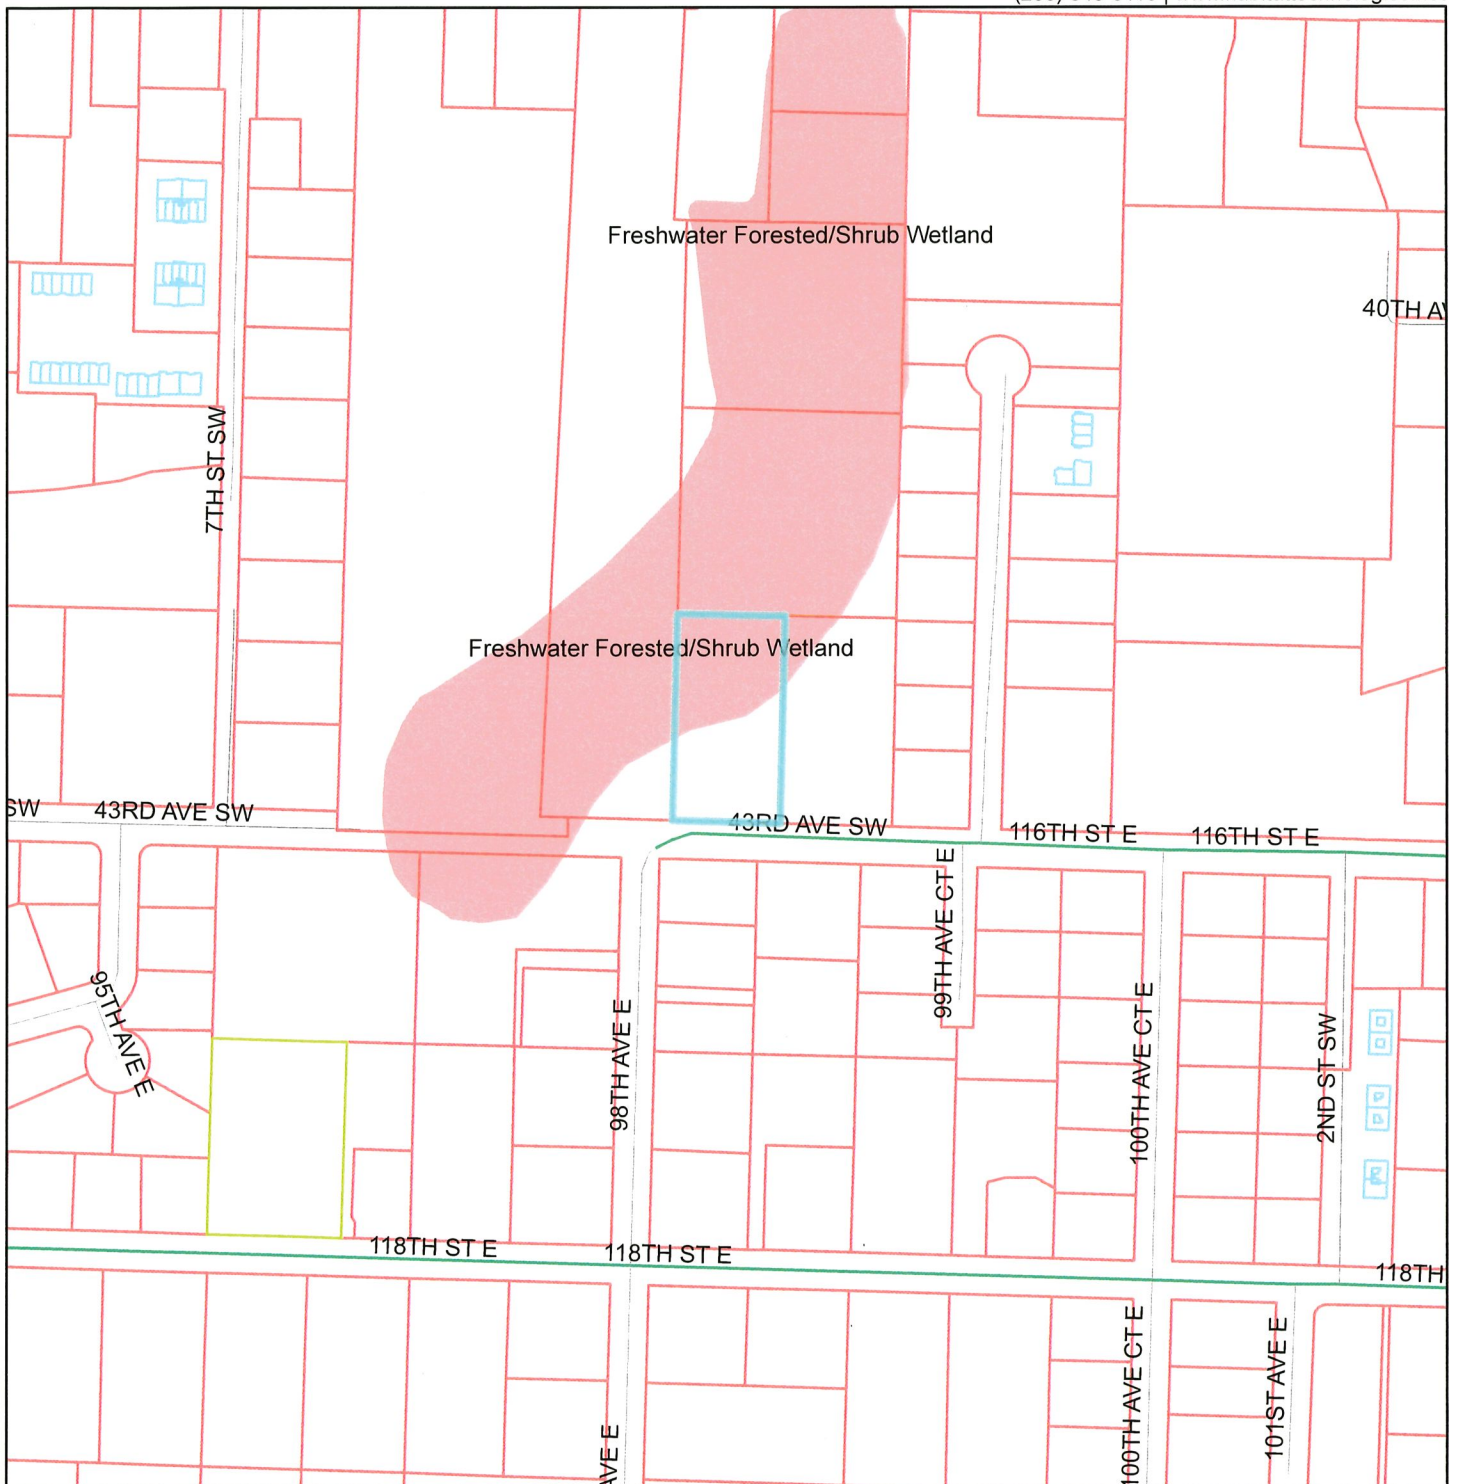 Freshwater Forested/Shrub Wetland
40TH AV
7TH ST SW
Freshwater Forested/Shrub Wetland
SW
43RD AVE SW
43RD AVE SW
116TH ST E
116TH ST E
99TH AVE CT E
95TH AVE E
98TH AVE E
100TH AVE CT E
2ND ST SW
118TH ST E
118TH ST E
118TH
100TH AVE CT E
101ST AVE E
AVE E